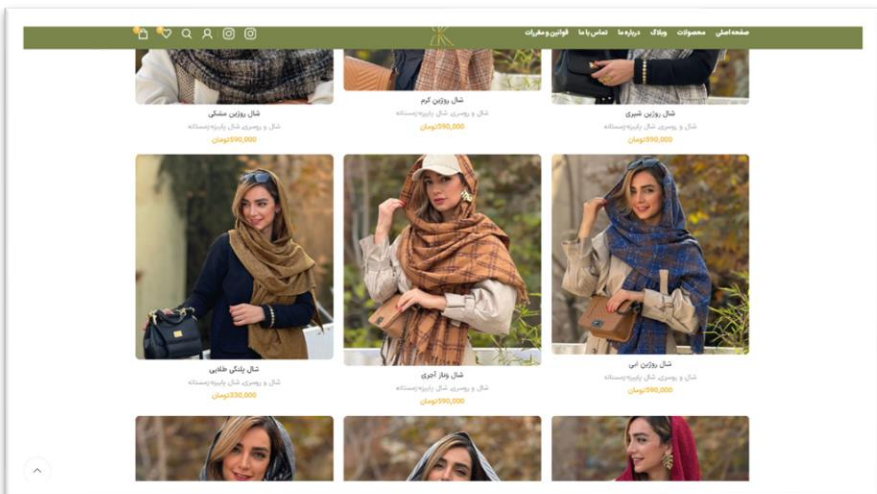 صفحه اصلی محصولات وبلاگ درباره ما تماس با ما قوانین و مقررات
شال روژین شیری
شال و روسری, شال پاییزه-زمستانه
590,000تومان
شال روژین کرم
شال و روسری, شال پاییزه-زمستانه
590,000تومان
شال روژین مشکی
شال و روسری, شال پاییزه-زمستانه
590,000تومان
شال روژین آبی
شال و روسری, شال پاییزه-زمستانه
590,000تومان
شال وناز آجری
شال و روسری, شال پاییزه-زمستانه
590,000تومان
شال پلنگی طلایی
شال و روسری, شال پاییزه-زمستانه
330,000تومان